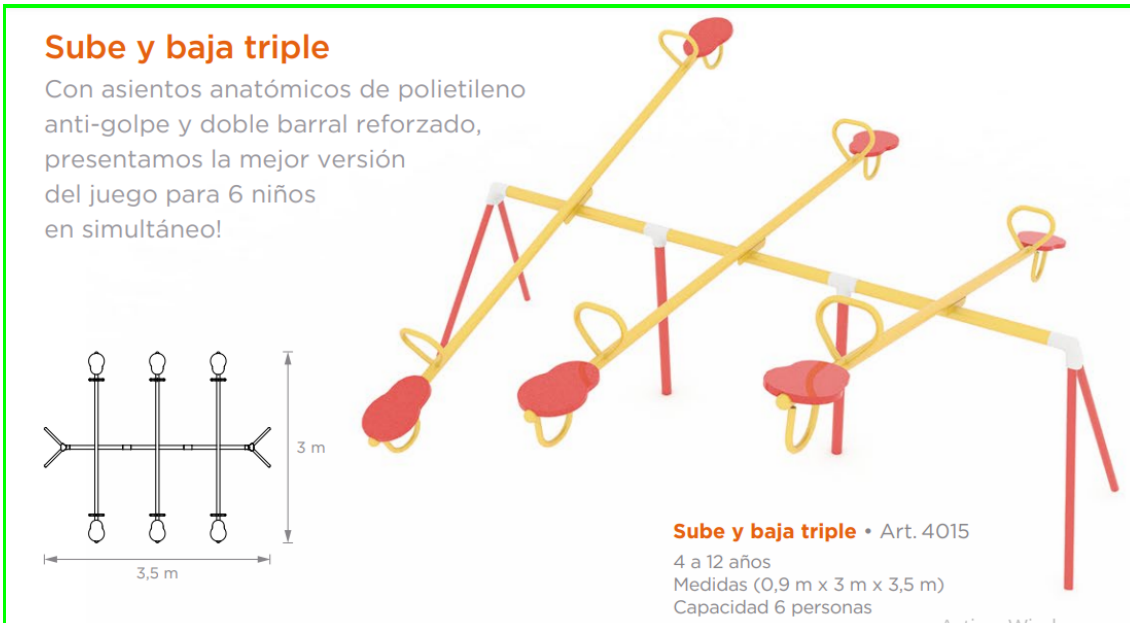 Sube y baja triple
Con asientos anatómicos de polietileno
anti-golpe y doble barral reforzado,
presentamos la mejor versión
del juego para 6 niños
en simultáneo!
3 m
3,5 m
Sube y baja triple • Art. 4015
4 a 12 años
Medidas (0,9 m x 3 m x 3,5 m)
Capacidad 6 personas